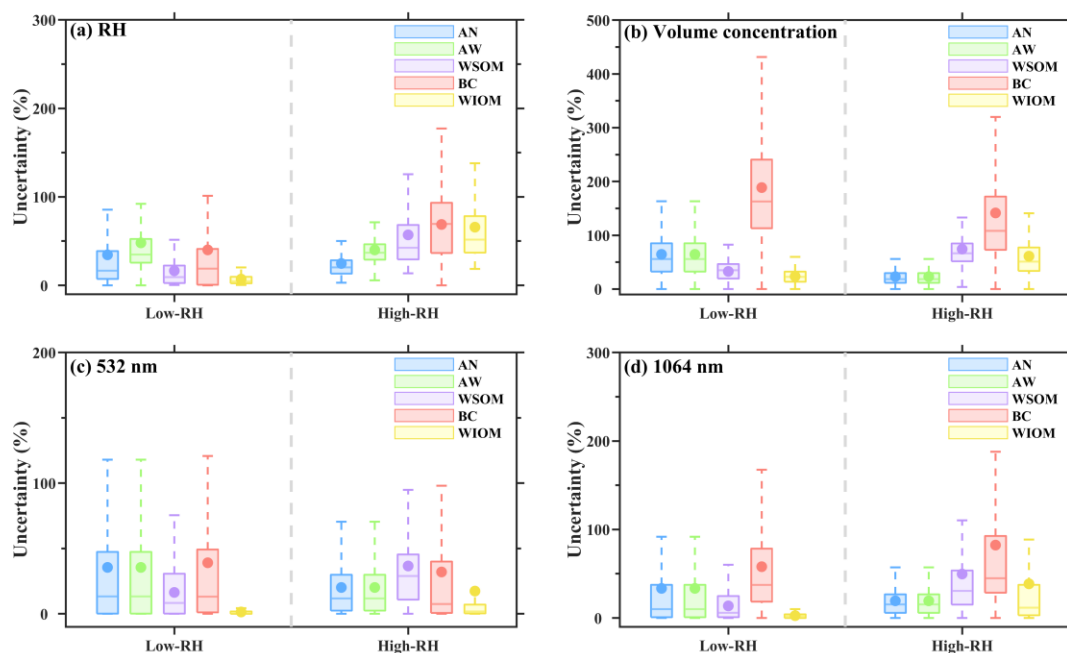 (a) RH
AN
AW
WSOM
BC
WIOM
Uncertainty (%)
300
200
100
0
Low-RH
High-RH
(b) Volume concentration
AN
AW
WSOM
BC
WIOM
Uncertainty (%)
500
400
300
200
100
0
Low-RH
High-RH
(c) 532 nm
AN
AW
WSOM
BC
WIOM
Uncertainty (%)
200
100
0
Low-RH
High-RH
(d) 1064 nm
AN
AW
WSOM
BC
WIOM
Uncertainty (%)
300
200
100
0
Low-RH
High-RH